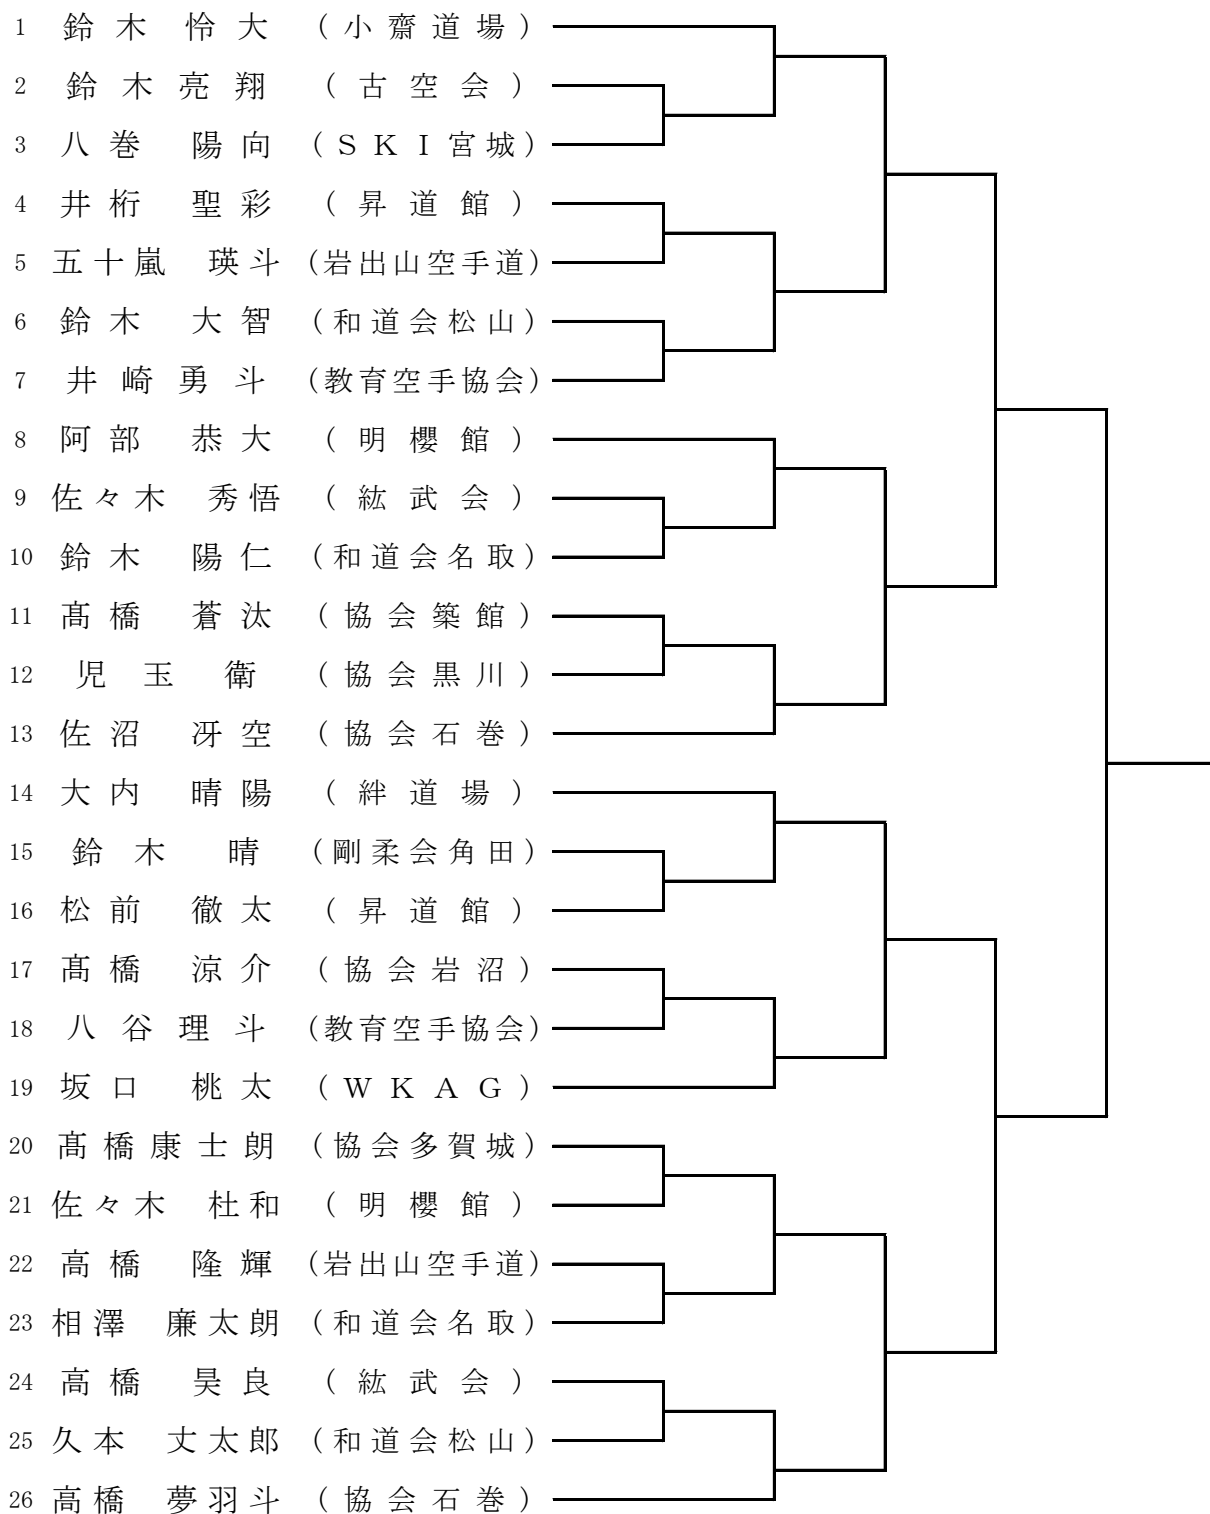 1 鈴木 怜大 (小齋道場)
2 鈴木亮翔 (古空会)
3 八巻 陽向 (SKI宮城)
4 井桁 聖彩 (昇道館)
5 五十嵐 瑛斗 (岩出山空手道)
6 鈴木 大智 (和道会松山)
7 井崎勇斗 (教育空手協会)
8 阿部 恭大 (明櫻館)
9 佐々木 秀悟 (紘武会)
10 鈴木 陽仁 (和道会名取)
11 髙橋 蒼汰 (協会築館)
12 児玉 衛 (協会黒川)
13 佐沼 冴空 (協会石巻)
14 大内 晴陽 (絆道場)
15 鈴木 晴 (剛柔会角田)
16 松前 徹太 (昇道館)
17 髙橋 涼介 (協会岩沼)
18 八谷理斗 (教育空手協会)
19 坂口 桃太 (WKAG)
20 髙橋康士朗 (協会多賀城)
21 佐々木 杜和 (明櫻館)
22 高橋 隆輝 (岩出山空手道)
23 相澤 廉太朗 (和道会名取)
24 高橋 昊良 (紘武会)
25 久本 丈太郎 (和道会松山)
26 高橋 夢羽斗 (協会石巻)